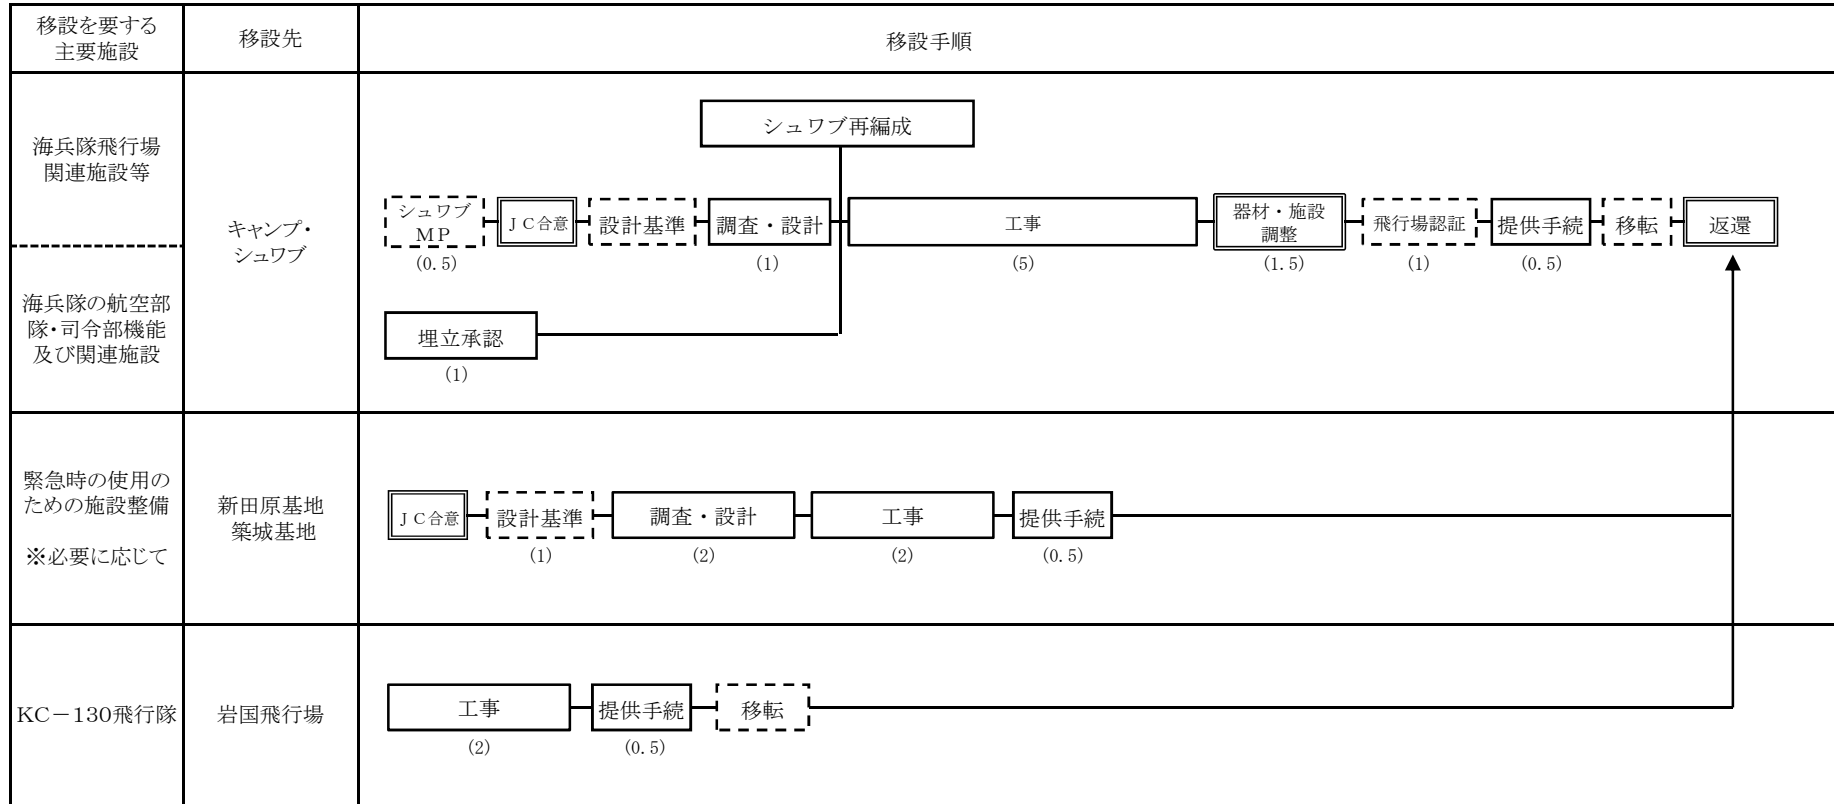 移設を要する
主要施設
移設先
移設手順
海兵隊飛行場
関連施設等
海兵隊の航空部
隊・司令部機能
及び関連施設
キャンプ・
シュワブ
シュワブ再編成
シュワブ
ＭＰ
(0.5)
ＪＣ合意
設計基準
調査・設計
(1)
工事
(5)
器材・施設
調整
(1.5)
飛行場認証
(1)
提供手続
(0.5)
移転
返還
埋立承認
(1)
緊急時の使用の
ための施設整備
※必要に応じて
新田原基地
築城基地
ＪＣ合意
設計基準
(1)
調査・設計
(2)
工事
(2)
提供手続
(0.5)
KC－130飛行隊
岩国飛行場
工事
(2)
提供手続
(0.5)
移転